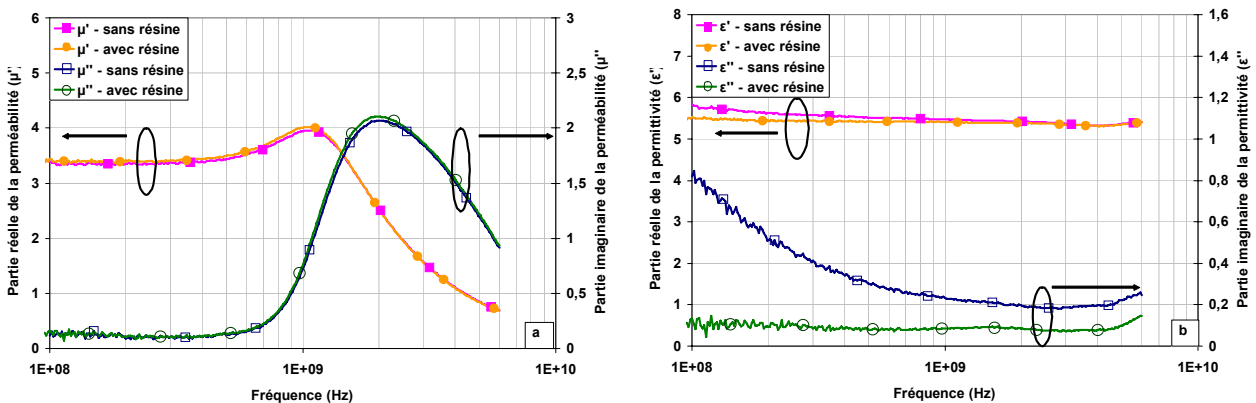 µ' - sans résine
µ' - avec résine
µ'' - sans résine
µ'' - avec résine
Partie réelle de la perméabilité (µ')
6
5
4
3
2
1
0
Partie imaginaire de la perméabilité (µ'')
3
2,5
2
1,5
1
0,5
0
1E+08
1E+09
1E+10
Fréquence (Hz)
a
ε' - sans résine
ε' - avec résine
ε'' - sans résine
ε'' - avec résine
Partie réelle de la permittivité (ε'
8
7
6
5
4
3
2
1
0
Partie imaginaire de la permittivité (ε''
1,6
1,4
1,2
1
0,8
0,6
0,4
0,2
0
1E+08
1E+09
1E+10
Fréquence (Hz)
b